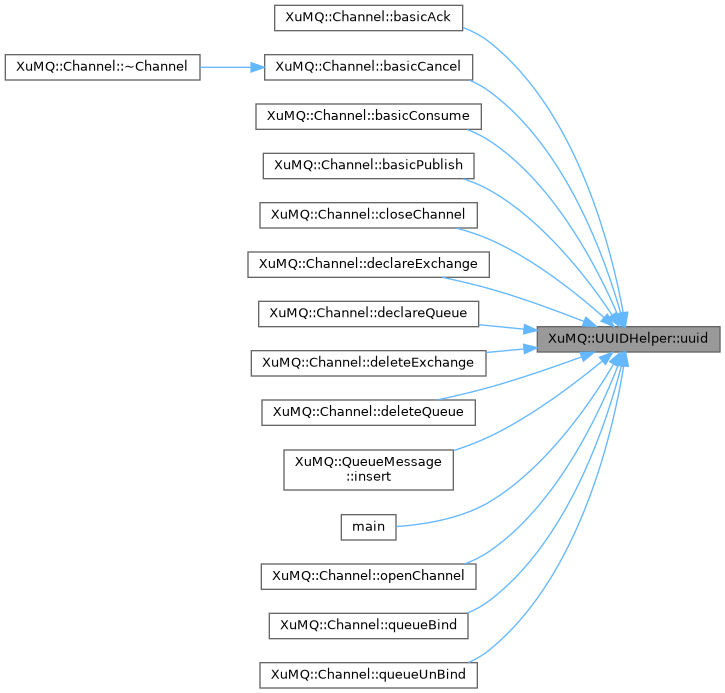 XuMQ::Channel::basicAck
XuMQ::Channel::~Channel
XuMQ::Channel::basicCancel
XuMQ::Channel::basicConsume
XuMQ::Channel::basicPublish
XuMQ::Channel::closeChannel
XuMQ::Channel::declareExchange
XuMQ::Channel::declareQueue
XuMQ::UUIDHelper::uuid
XuMQ::Channel::deleteExchange
XuMQ::Channel::deleteQueue
XuMQ::QueueMessage
::insert
main
XuMQ::Channel::openChannel
XuMQ::Channel::queueBind
XuMQ::Channel::queueUnBind